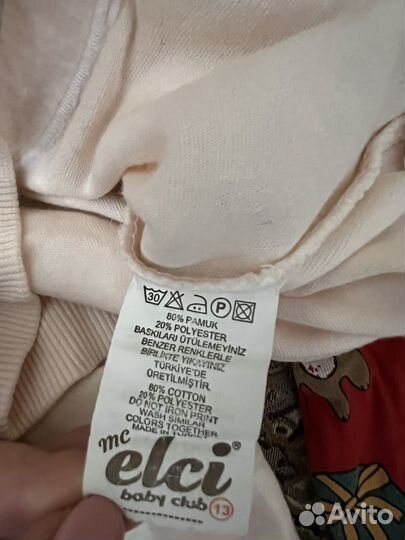 30 P
80% PAMUK
20% POLYESTER
BASKILARI ÜTÜLEMEYİNİZ
BENZER RENKLERLE
BİRLİKTE YIKAYINIZ
TÜRKİYE'DE
ÜRETİLMİŞTİR
80% COTTON
20% POLYESTER
DO NOT IRON PRINT
WASH SIMILAR
COLORS TOGETHER
MADE IN
mc
elci®
baby club 13
Avito